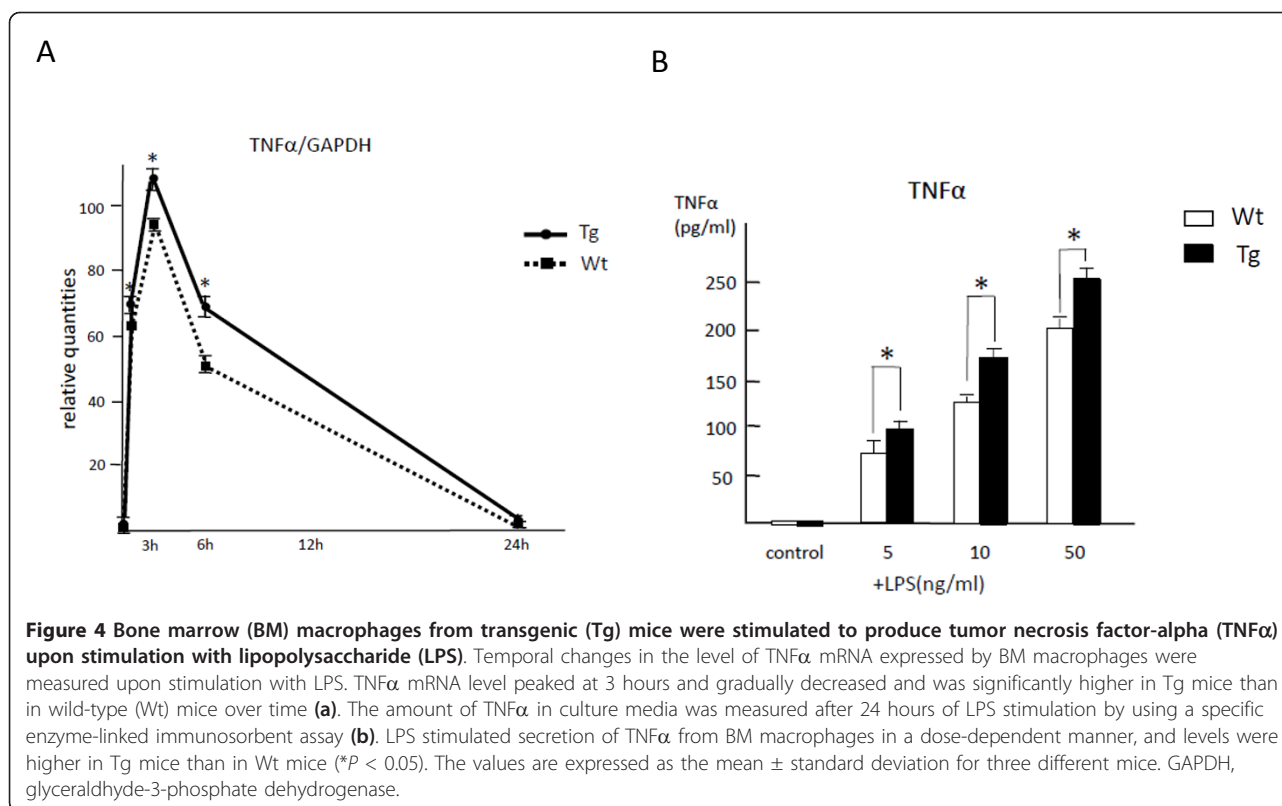 A
B
TNFα/GAPDH
relative quantities
100
80
60
40
20
3h
6h
12h
24h
Tg
Wt
TNFα
TNFα
(pg/ml)
250
200
150
100
50
Wt
Tg
*
*
*
*
*
*
control
5
10
50
+LPS(ng/ml)
Figure 4 Bone marrow (BM) macrophages from transgenic (Tg) mice were stimulated to produce tumor necrosis factor-alpha (TNFα)
upon stimulation with lipopolysaccharide (LPS). Temporal changes in the level of TNFα mRNA expressed by BM macrophages were
measured upon stimulation with LPS. TNFα mRNA level peaked at 3 hours and gradually decreased and was significantly higher in Tg mice than
in wild-type (Wt) mice over time (a). The amount of TNFα in culture media was measured after 24 hours of LPS stimulation by using a specific
enzyme-linked immunosorbent assay (b). LPS stimulated secretion of TNFα from BM macrophages in a dose-dependent manner, and levels were
higher in Tg mice than in Wt mice (*P < 0.05). The values are expressed as the mean ± standard deviation for three different mice. GAPDH,
glyceraldhyde-3-phosphate dehydrogenase.